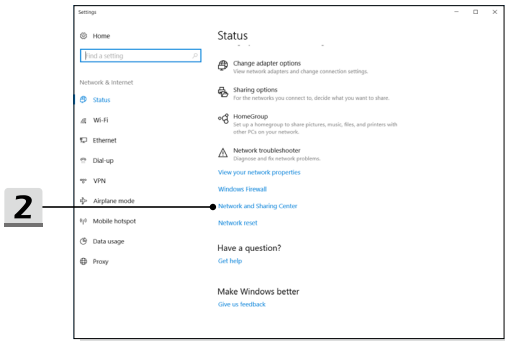 Settings
Home
Find a setting
Network & Internet
Status
Wi-Fi
Ethernet
Dial-up
VPN
Airplane mode
Mobile hotspot
Data usage
Proxy
2
Status
Change adapter options
View network adapters and change connection settings.
Sharing options
For the networks you connect to, decide what you want to share.
HomeGroup
Set up a homegroup to share pictures, music, files, and printers with
other PCs on your network.
Network troubleshooter
Diagnose and fix network problems.
View your network properties
Windows Firewall
Network and Sharing Center
Network reset
Have a question?
Get help
Make Windows better
Give us feedback